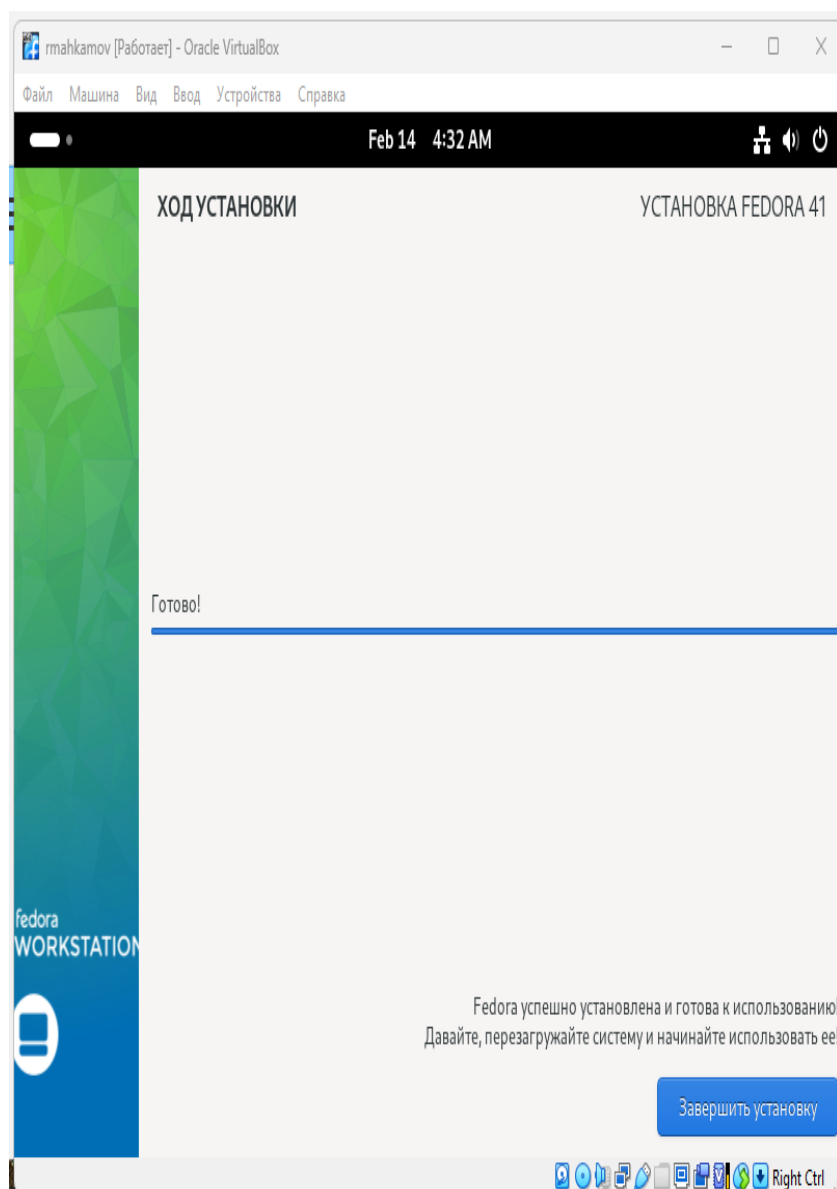 rmahkamov [Работает] - Oracle VirtualBox
Файл Машина Вид Ввод Устройства Справка
Feb 14 4:32 AM
ХОД УСТАНОВКИ
УСТАНОВКА FEDORA 41
Готово!
fedora
WORKSTATION
Fedora успешно установлена и готова к использованию!
Давайте, перезагружайте систему и начинайте использовать ее!
Завершить установку
Right Ctrl